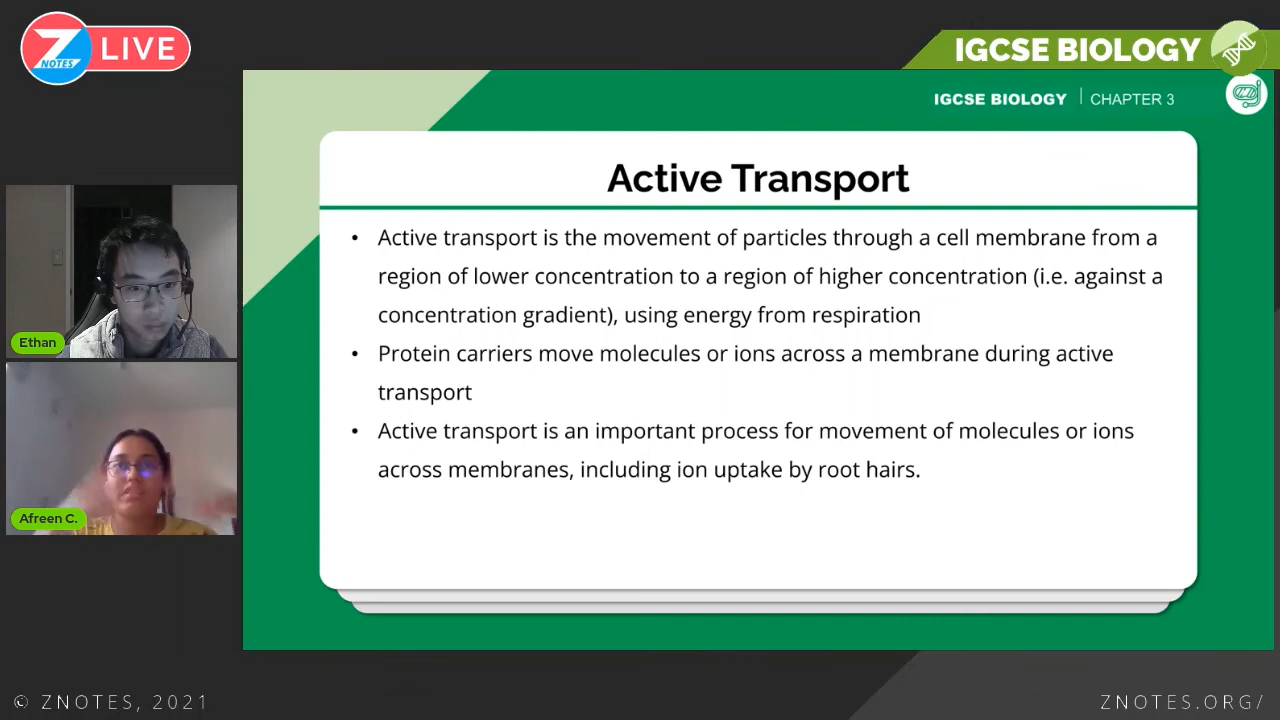 Z
NOTES
LIVE
IGCSE BIOLOGY
IGCSE BIOLOGY | CHAPTER 3
Active Transport
• Active transport is the movement of particles through a cell membrane from a
region of lower concentration to a region of higher concentration (i.e. against a
concentration gradient), using energy from respiration
• Protein carriers move molecules or ions across a membrane during active
transport
• Active transport is an important process for movement of molecules or ions
across membranes, including ion uptake by root hairs.
Ethan
Afreen C.
© ZNOTES, 2021
ZNOTES.ORG/